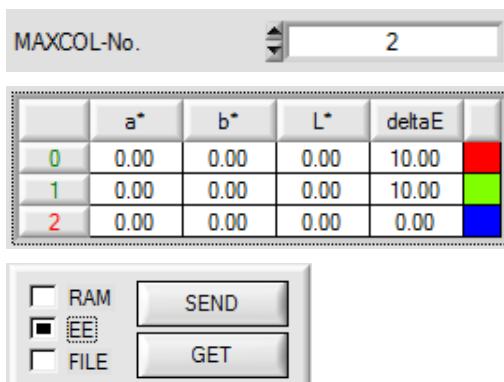 MAXCOL-No. 2
a* b* L* deltaE
0 0.00 0.00 0.00 10.00
1 0.00 0.00 0.00 10.00
2 0.00 0.00 0.00 0.00
RAM SEND
EE
FILE GET